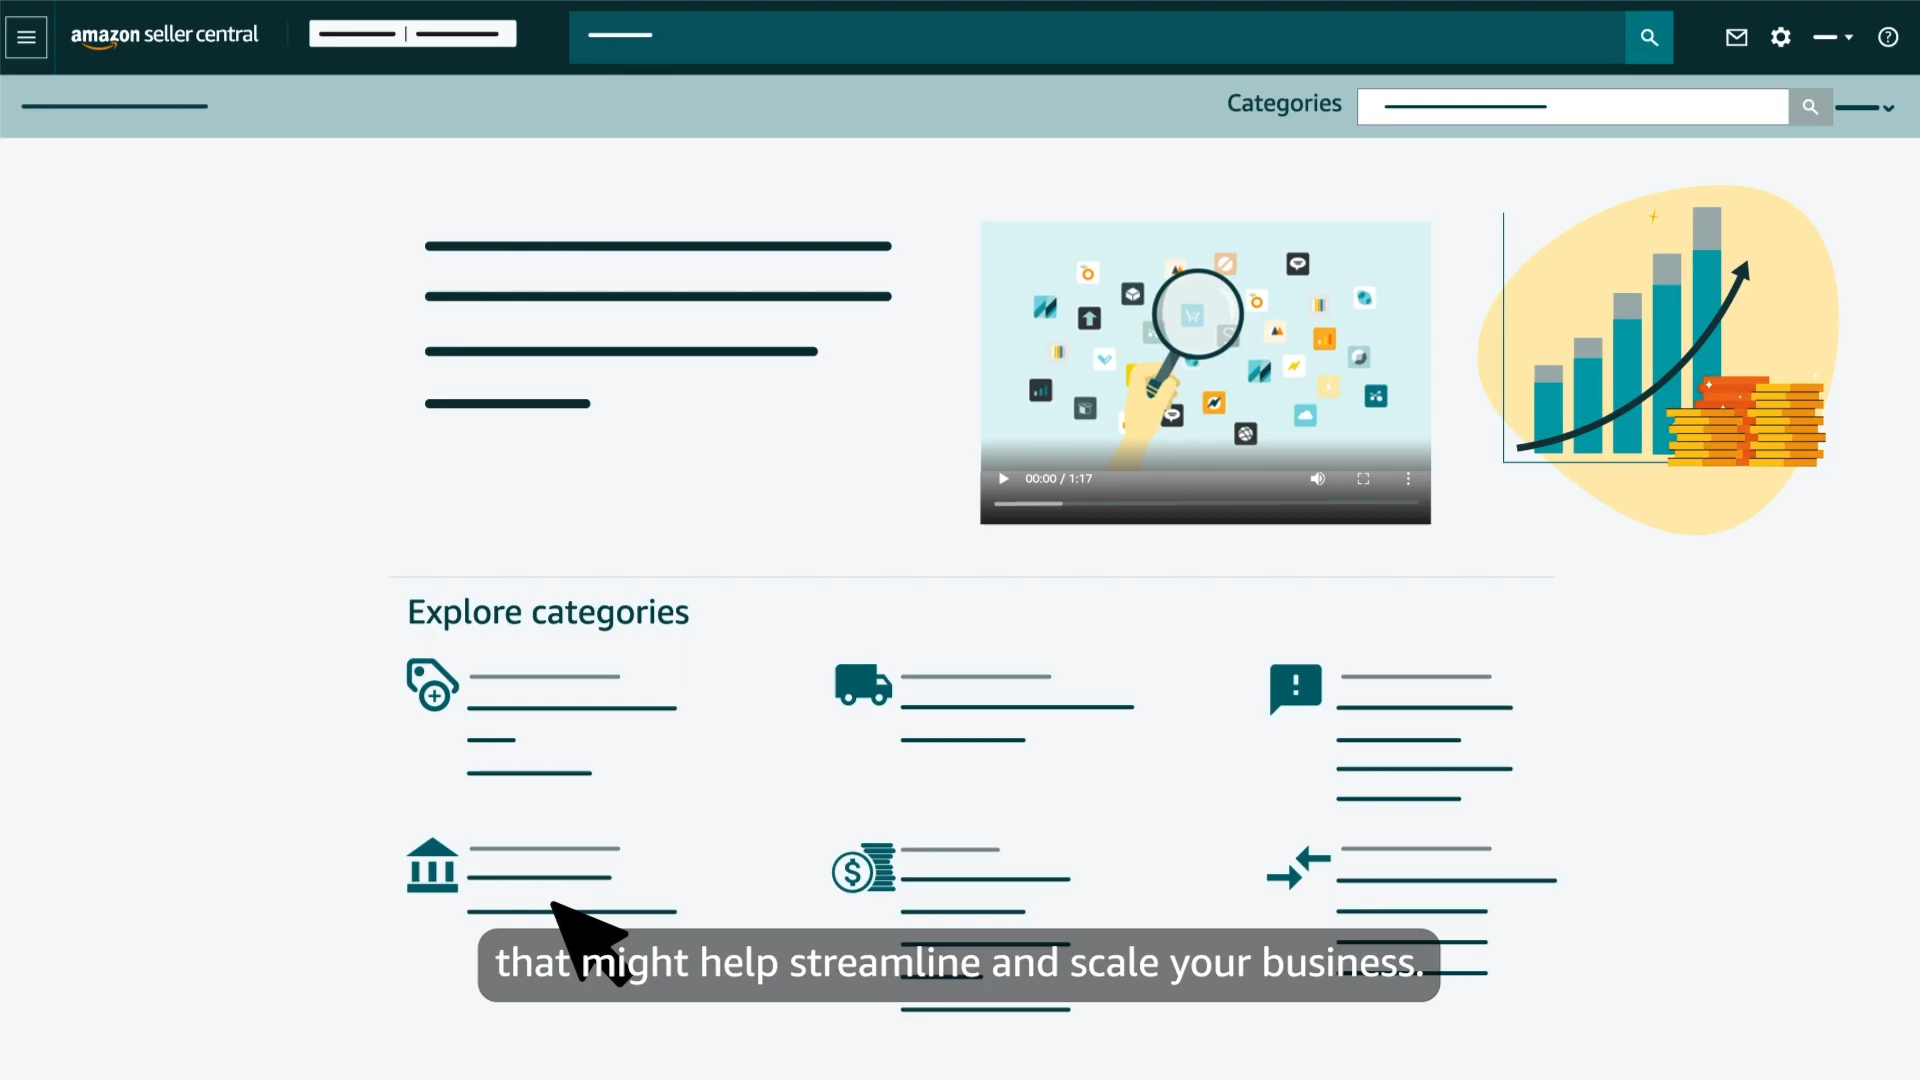 amazon seller central
Categories
00:00 / 1:17
Explore categories
that might help streamline and scale your business.